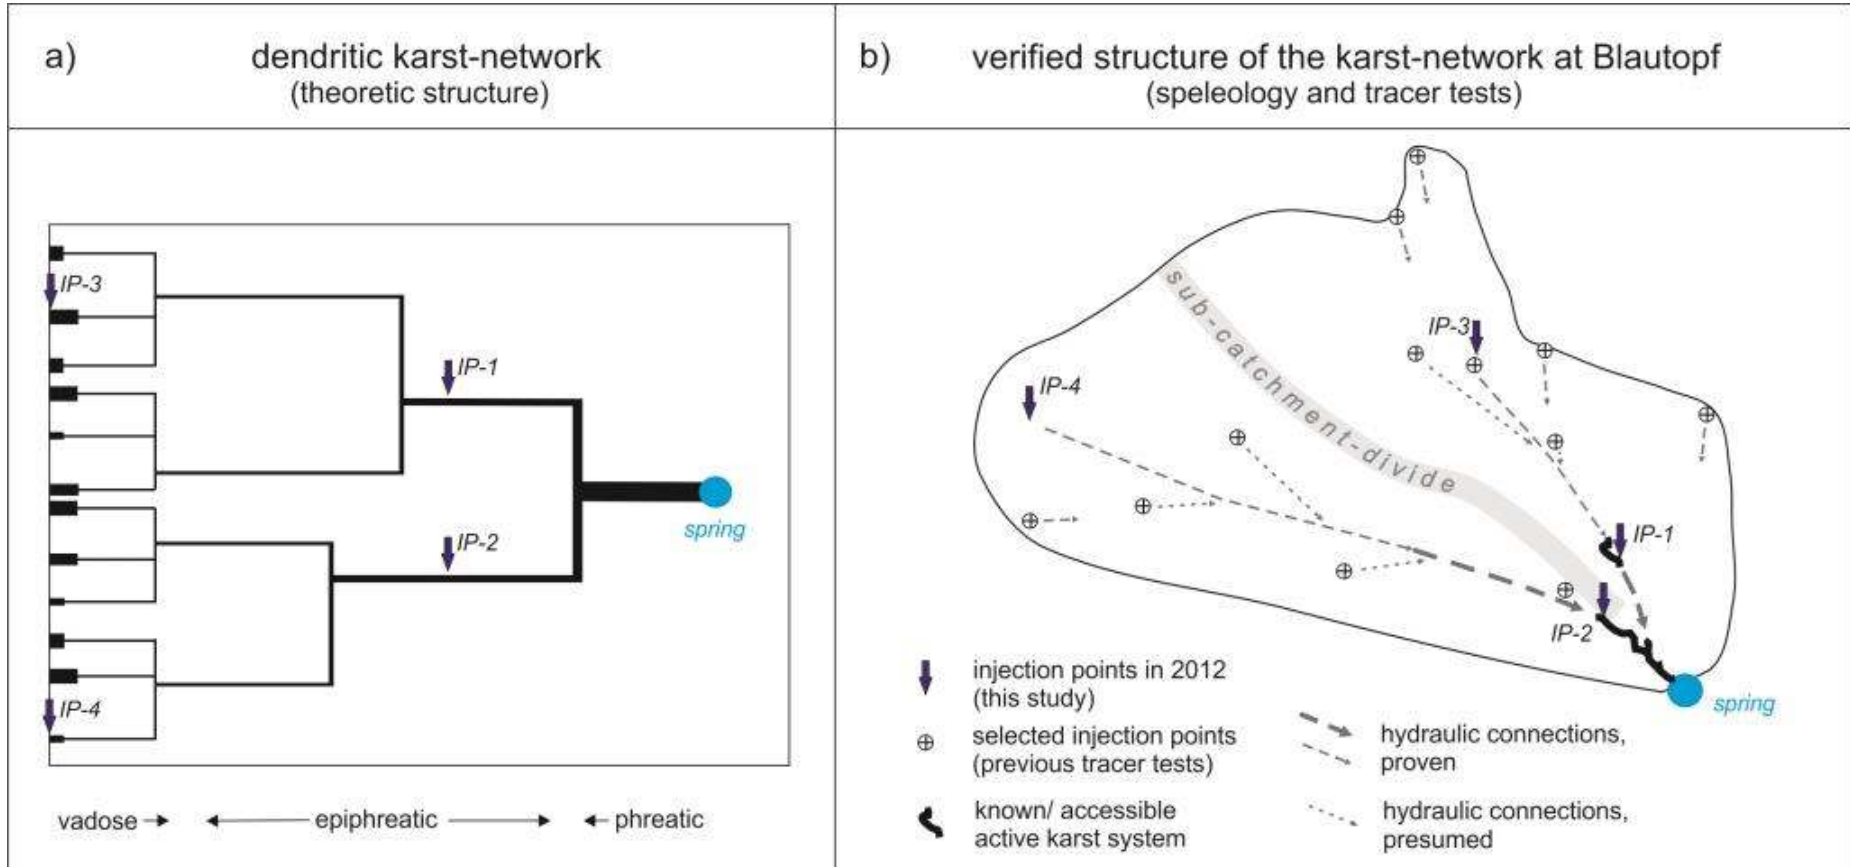 a)
dendritic karst-network
(theoretic structure)
IP-3
IP-1
IP-2
spring
IP-4
vadose
epiphreatic
phreatic
b)
verified structure of the karst-network at Blautopf
(speleology and tracer tests)
sub-catchment-divide
IP-3
IP-4
IP-1
IP-2
spring
injection points in 2012
(this study)
selected injection points
(previous tracer tests)
known/ accessible
active karst system
hydraulic connections,
proven
hydraulic connections,
presumed